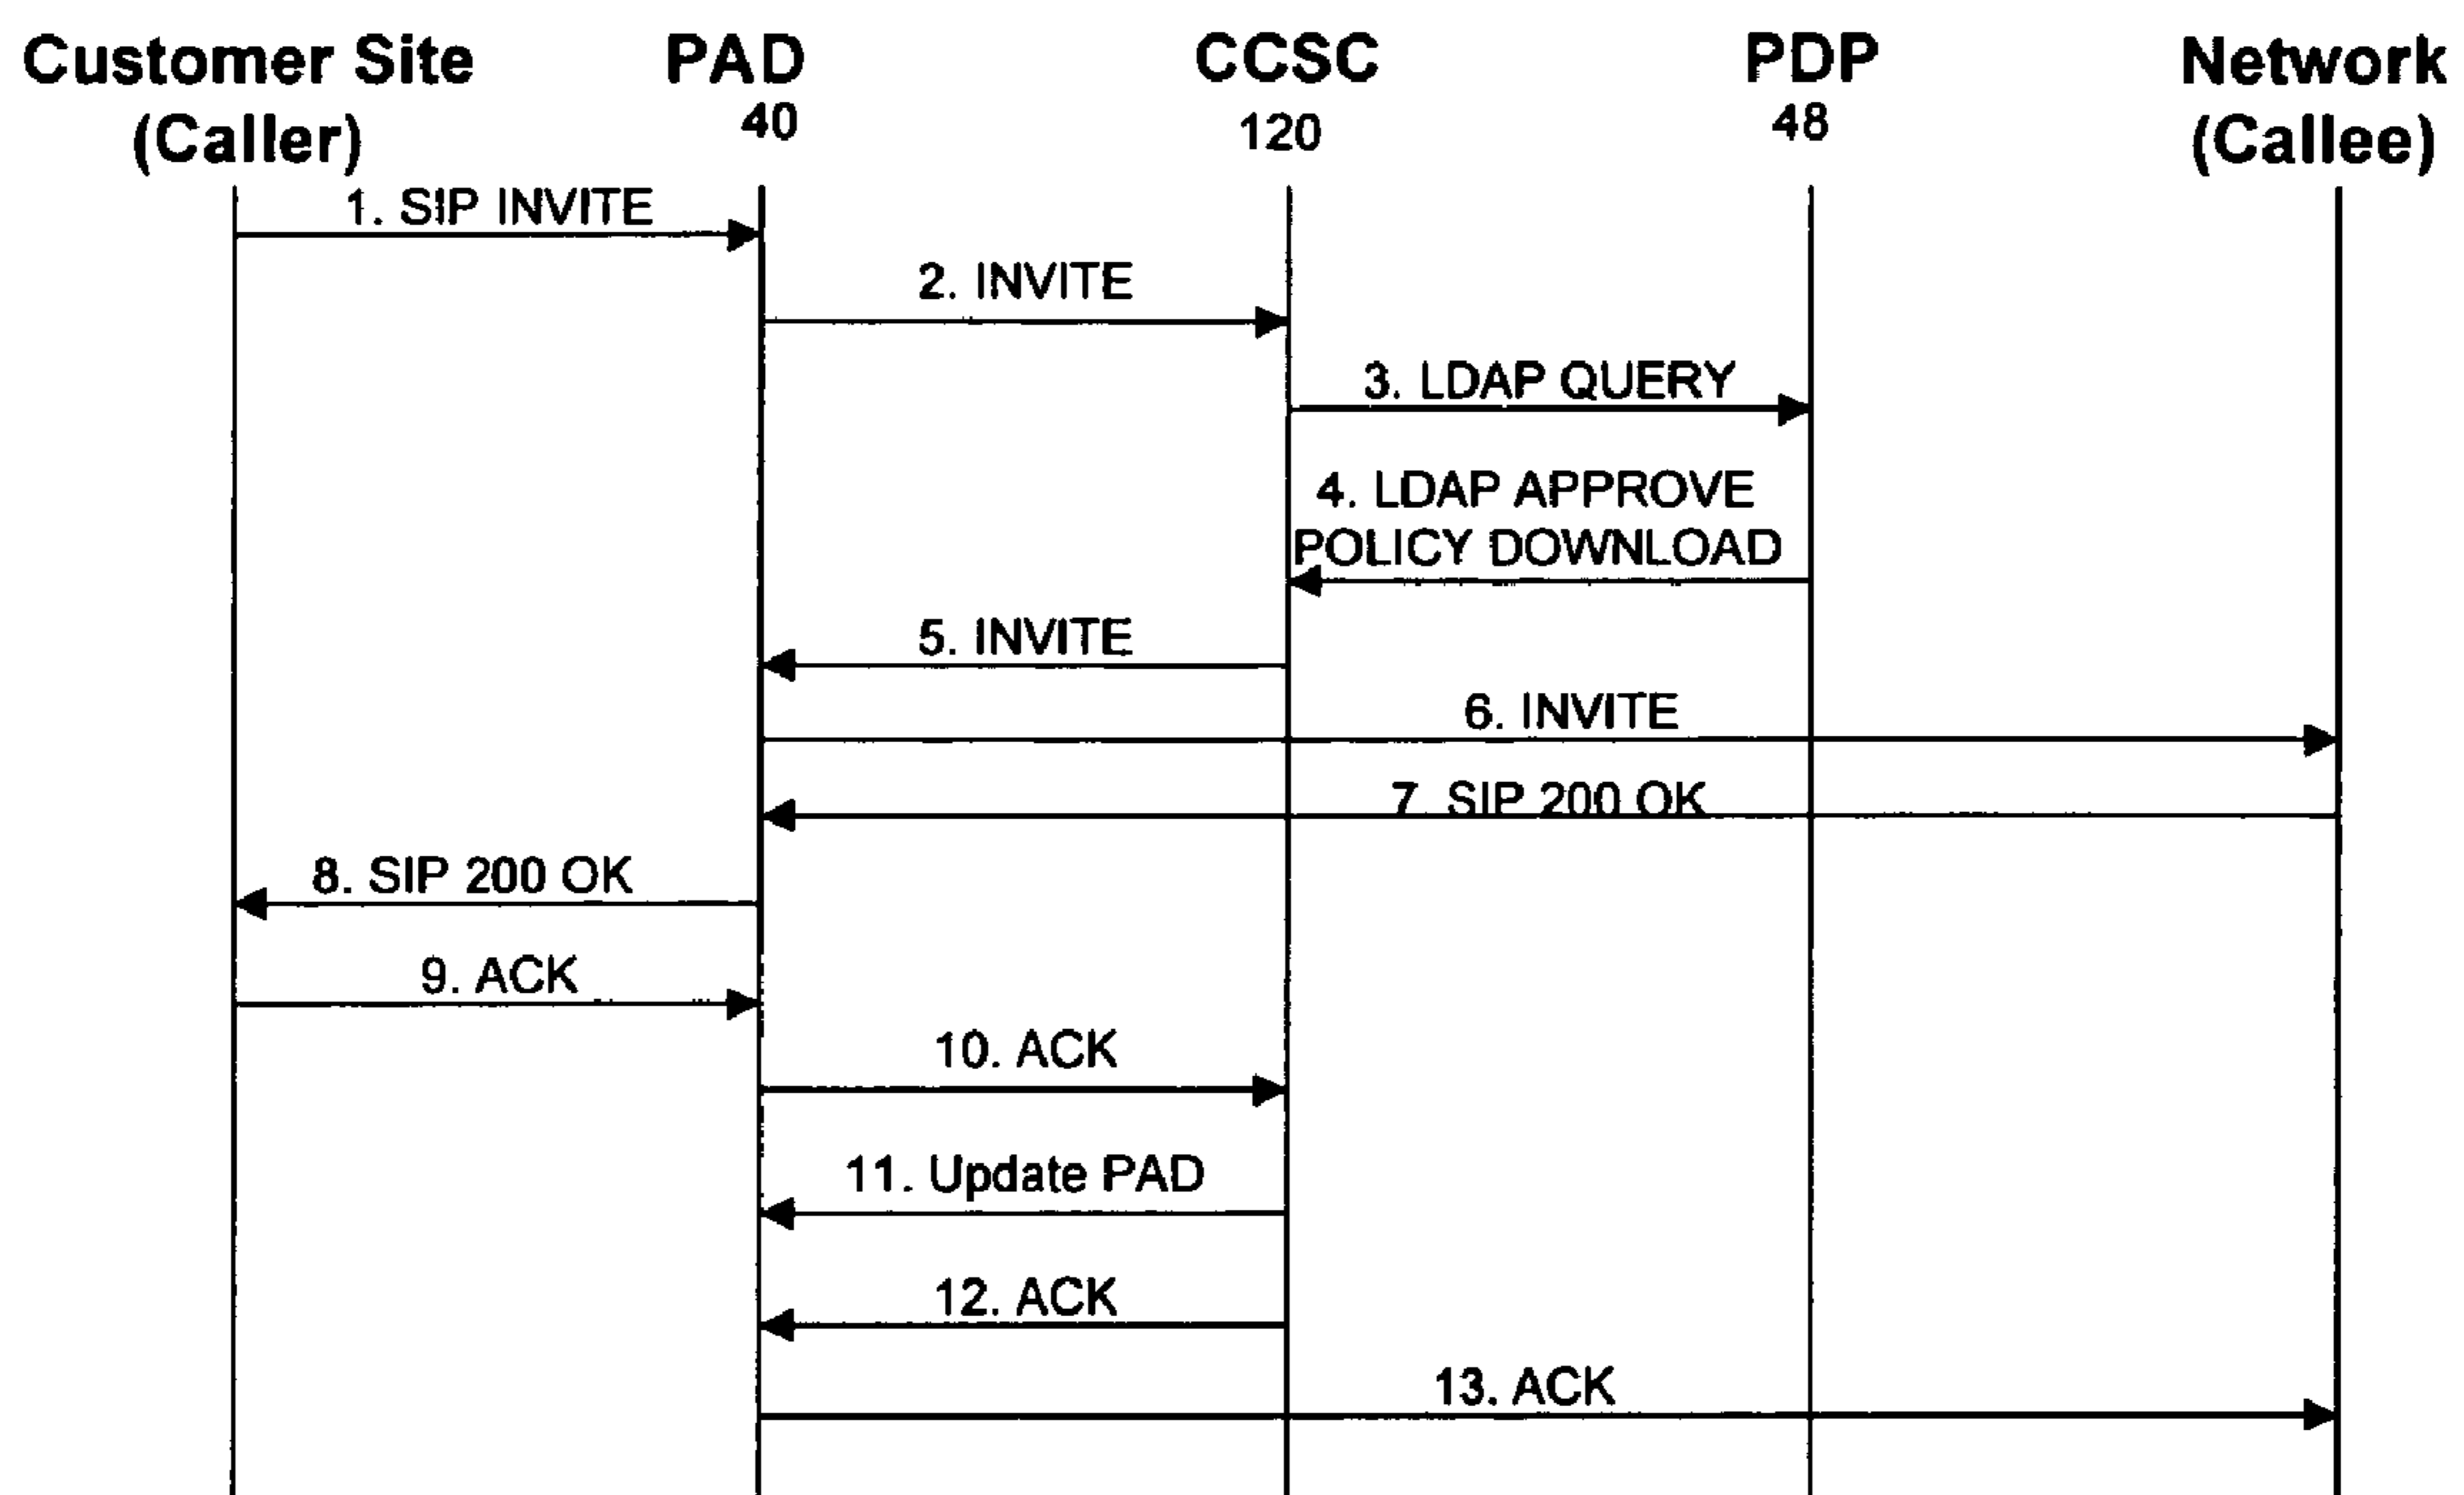 Customer Site
(Caller)
PAD
40
CCSC
120
PDP
48
Network
(Callee)
1. SIP INVITE
2. INVITE
3. LDAP QUERY
4. LDAP APPROVE
POLICY DOWNLOAD
5. INVITE
6. INVITE
7. SIP 200 OK
8. SIP 200 OK
9. ACK
10. ACK
11. Update PAD
12. ACK
13. ACK